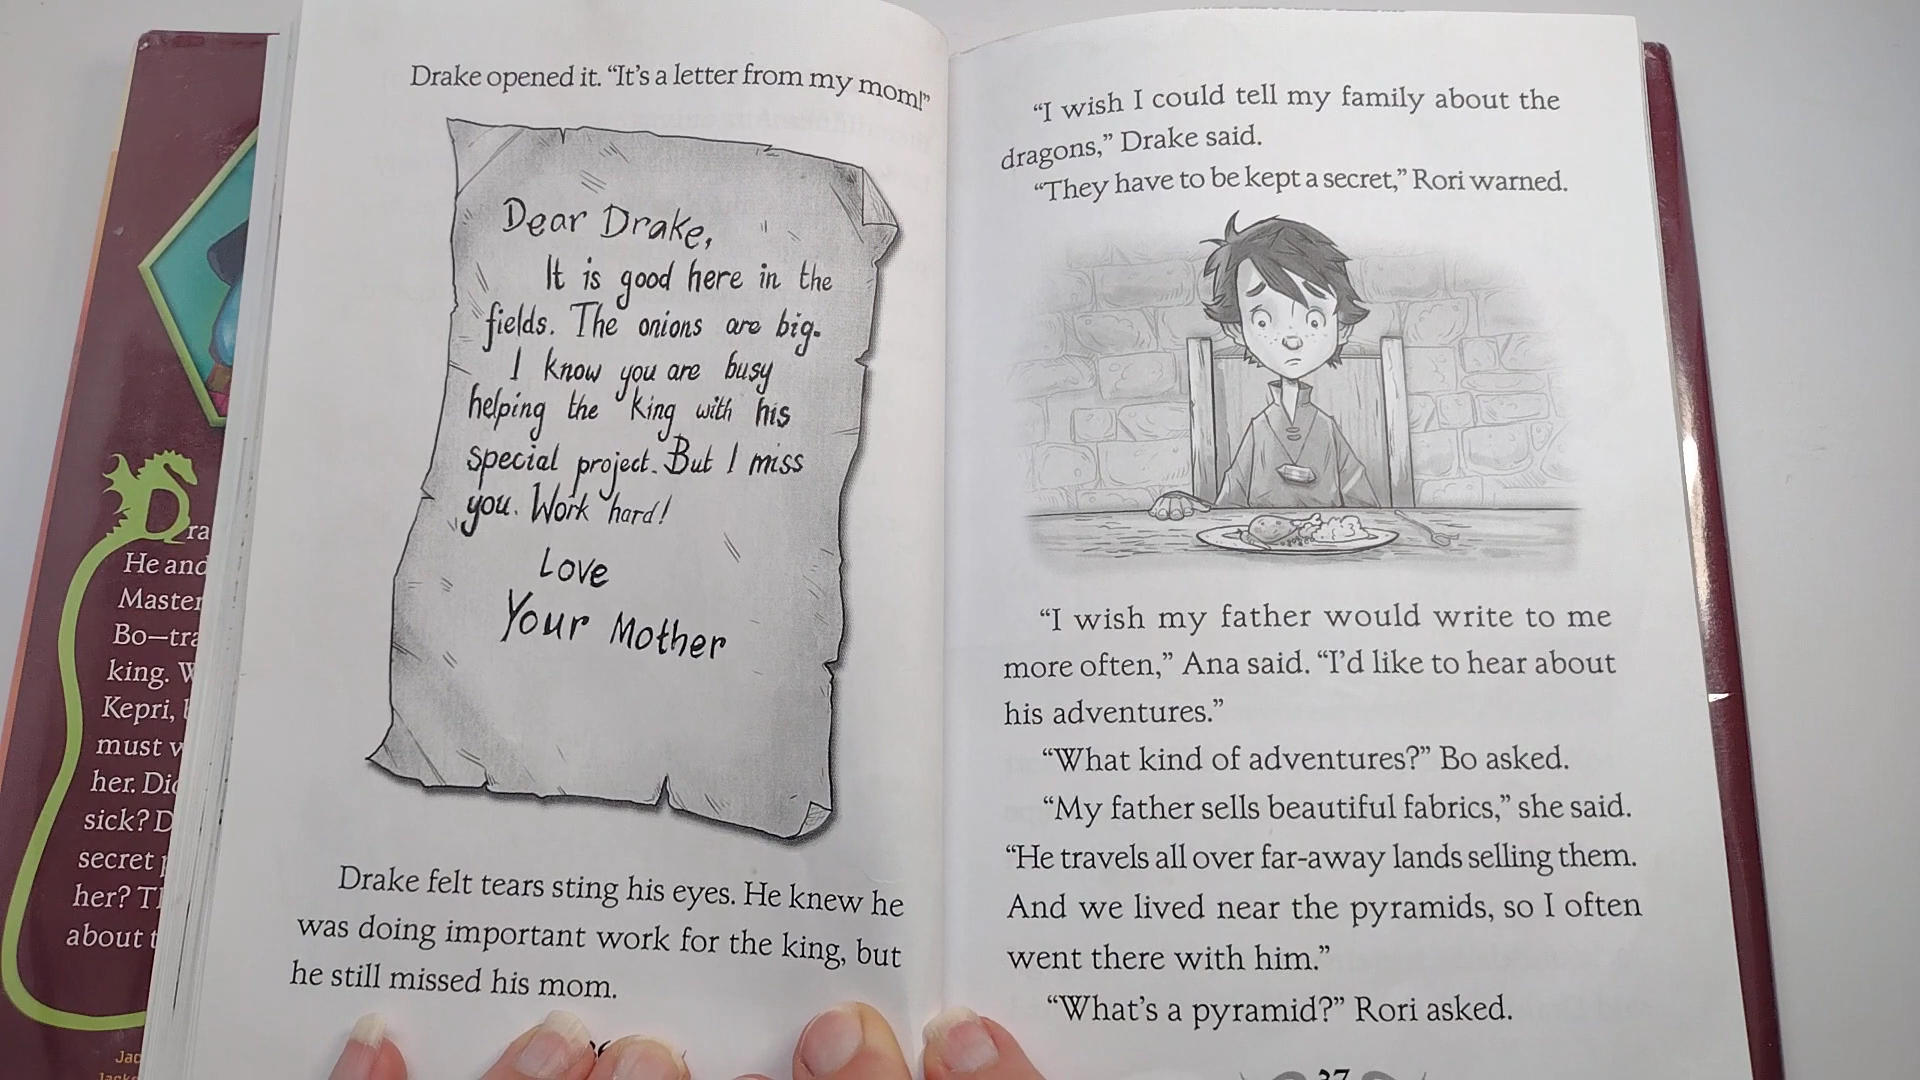 Drake opened it. “It’s a letter from my mom!”
Dear Drake,
It is good here in the
fields. The onions are big.
I know you are busy
helping the king with his
special project. But I miss
you. Work hard!
Love
Your Mother
Drake felt tears sting his eyes. He knew he
was doing important work for the king, but
he still missed his mom.
“I wish I could tell my family about the
dragons,” Drake said.
“They have to be kept a secret,” Rori warned.
“I wish my father would write to me
more often,” Ana said. “I’d like to hear about
his adventures.”
“What kind of adventures?” Bo asked.
“My father sells beautiful fabrics,” she said.
“He travels all over far-away lands selling them.
And we lived near the pyramids, so I often
went there with him.”
“What’s a pyramid?” Rori asked.
37
He and
Master
Bo—tra
king. W
Kepri,
must w
her. Di
sick? D
secret
her? T
about t